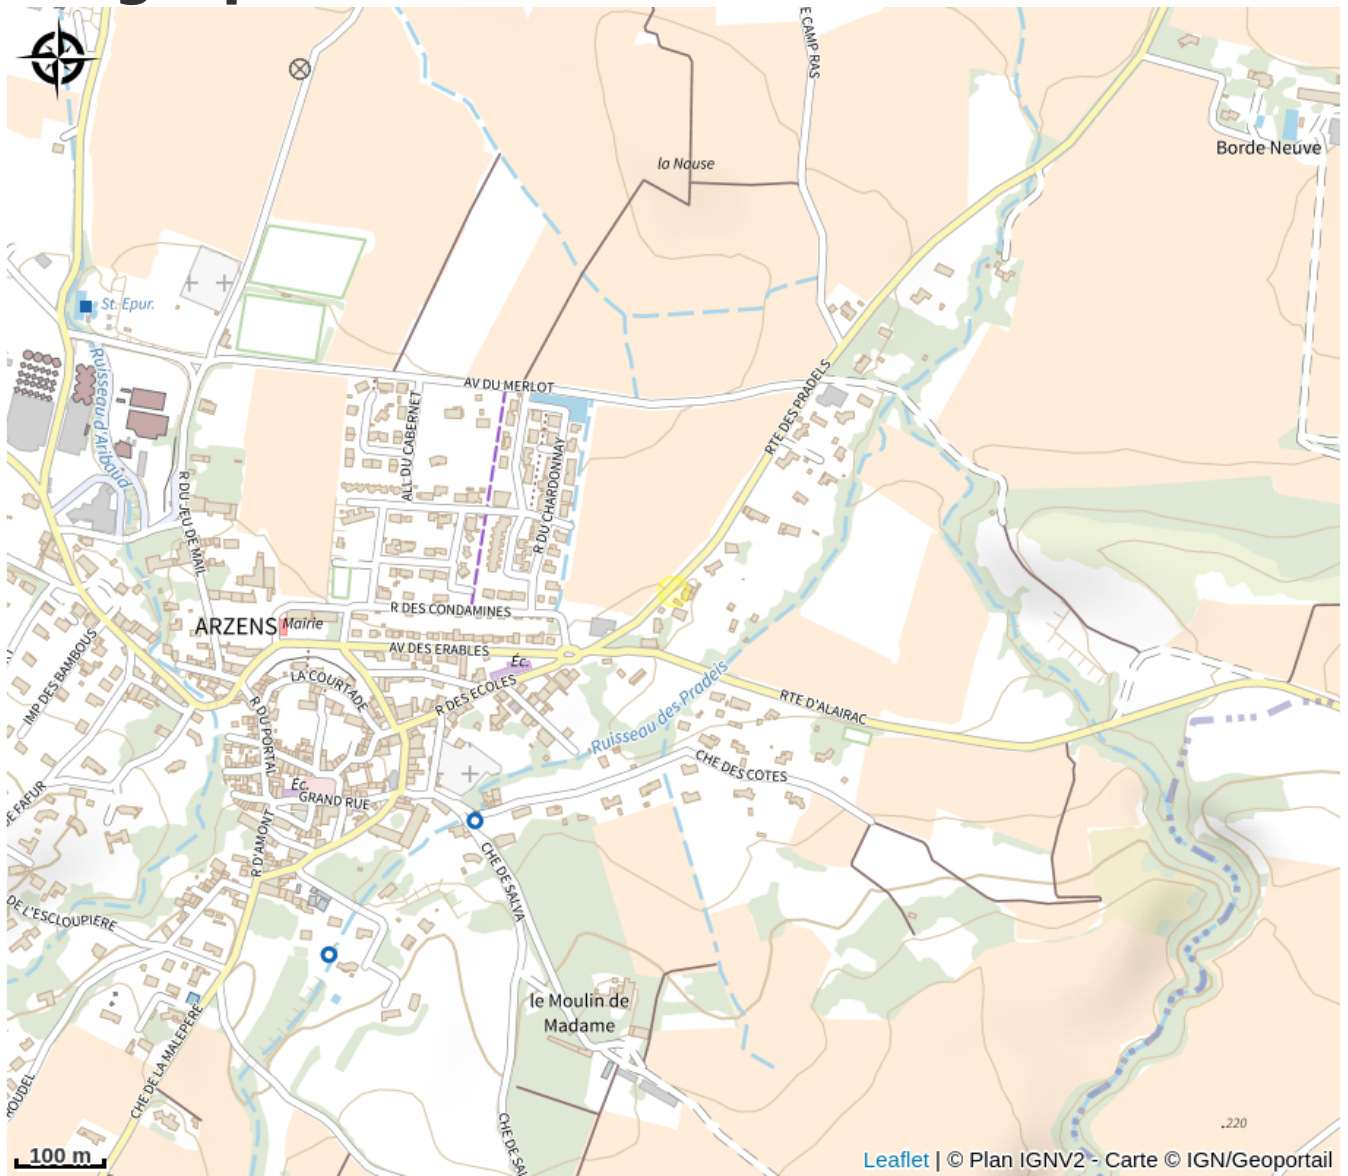 E CAMP RAS
la Nause
Borde Neuve
St. Epur.
Ruisseau d'Aribaud
AV DU MERLOT
RTE DES PRADELS
ALL DU CABERNET
R DU CHARDONNAY
R DU JEU DE MAIL
R DES CONDAMINES
ARZENS
Mairie
AV DES ERABLES
Éc.
IMP DES BAMBOUS
LA COURTADE
R DES ECOLES
R DU PORTAL
Ruisseau des Pradels
RTE D'ALAIRAC
CHE DES COTES
Éc.
GRAND RUE
DE FAFUR
R D'AMONT
CHE DE SALVA
DE L'ESCLOUPIERE
le Moulin de
Madame
CHE DE LA MALEPERE
ROUDEL
CHE DE SAL
.220
100 m
Leaflet | © Plan IGNV2 - Carte © IGN/Geoportail